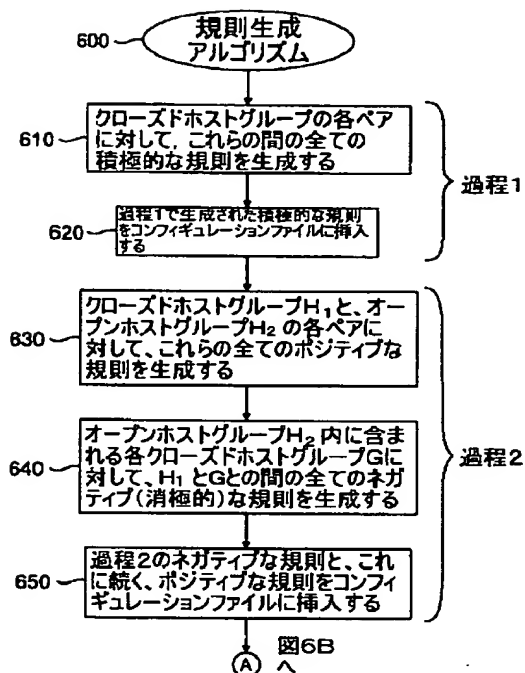 規則生成
アルゴリズム
600
クローズドホストグループの各ペア
に対して、これらの間の全ての
積極的な規則を生成する
610
過程1で生成された積極的な規則
をコンフィギュレーションファイルに挿入
する
620
過程1
クローズドホストグループH₁と、オー
プンホストグループH₂の各ペアに
対して、これらの全てのポジティブな
規則を生成する
630
オープンホストグループH₂内に含ま
れる各クローズドホストグループGに
対して、H₁とGとの間の全てのネガ
ティブ(消極的)な規則を生成する
640
過程2のネガティブな規則と、これ
に続く、ポジティブな規則をコンフィ
ギュレーションファイルに挿入する
650
過程2
A
図6B
へ